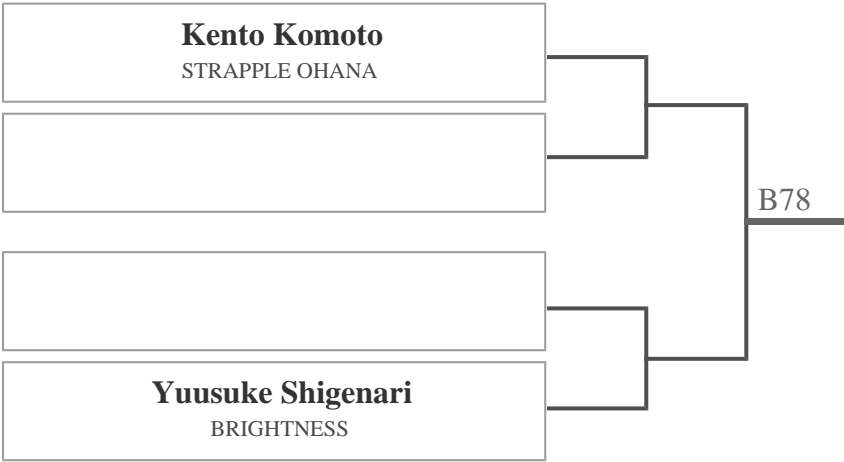 Kento Komoto
STRAPPLE OHANA
B78
Yuusuke Shigenari
BRIGHTNESS